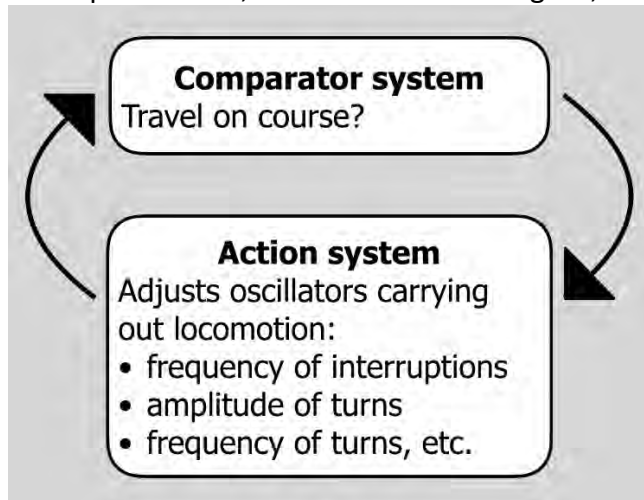 Comparator system
Travel on course?
Action system
Adjusts oscillators carrying
out locomotion:
• frequency of interruptions
• amplitude of turns
• frequency of turns, etc.